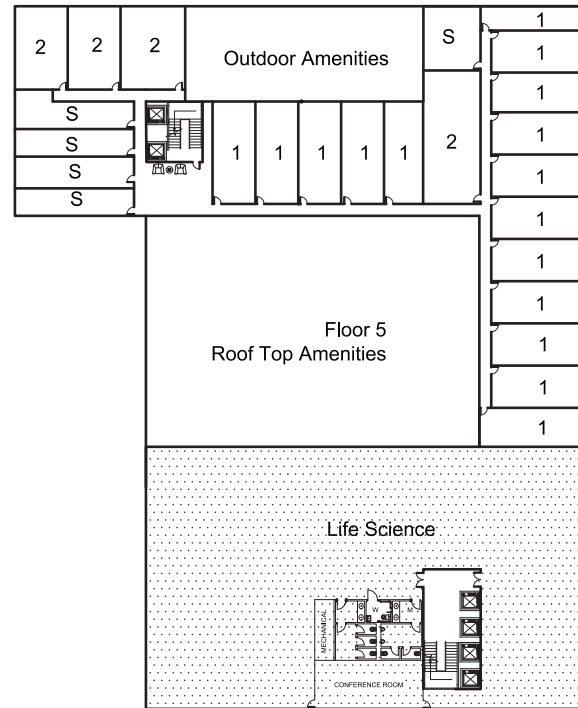 1
2
2
2
S
1
Outdoor Amenities
1
S
1
S
2
1
1
1
1
1
S
1
S
1
1
1
Floor 5
Roof Top Amenities
1
1
1
Life Science
W
M
MECHANICAL
CONFERENCE ROOM